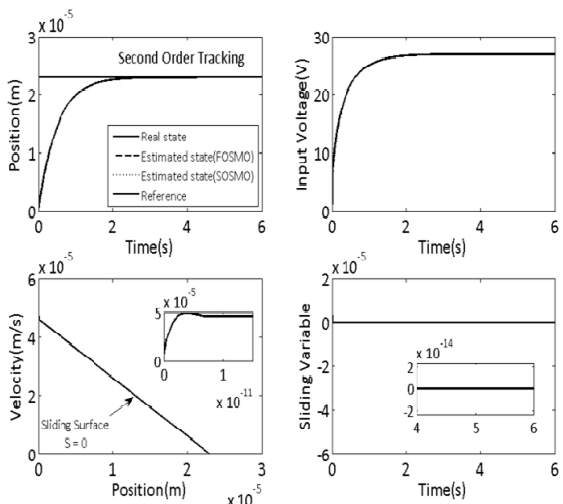 x 10^-5
3
2
1
0
Position(m)
Second Order Tracking
Real state
Estimated state(FOSMO)
Estimated state(SOSMO)
Reference
0 2 4 6
Time(s)
30
20
10
0
Input Voltage(V)
0 2 4 6
Time(s)
x 10^-5
6
4
2
0
Velocity(m/s)
x 10^-5
5
0
0 1
x 10^-11
Sliding Surface
S = 0
0 1 2 3
Position(m)
x 10^-5
x 10^-5
2
0
-2
-4
-6
Sliding Variable
x 10^-14
2
0
-2
4 5 6
0 2 4 6
Time(s)